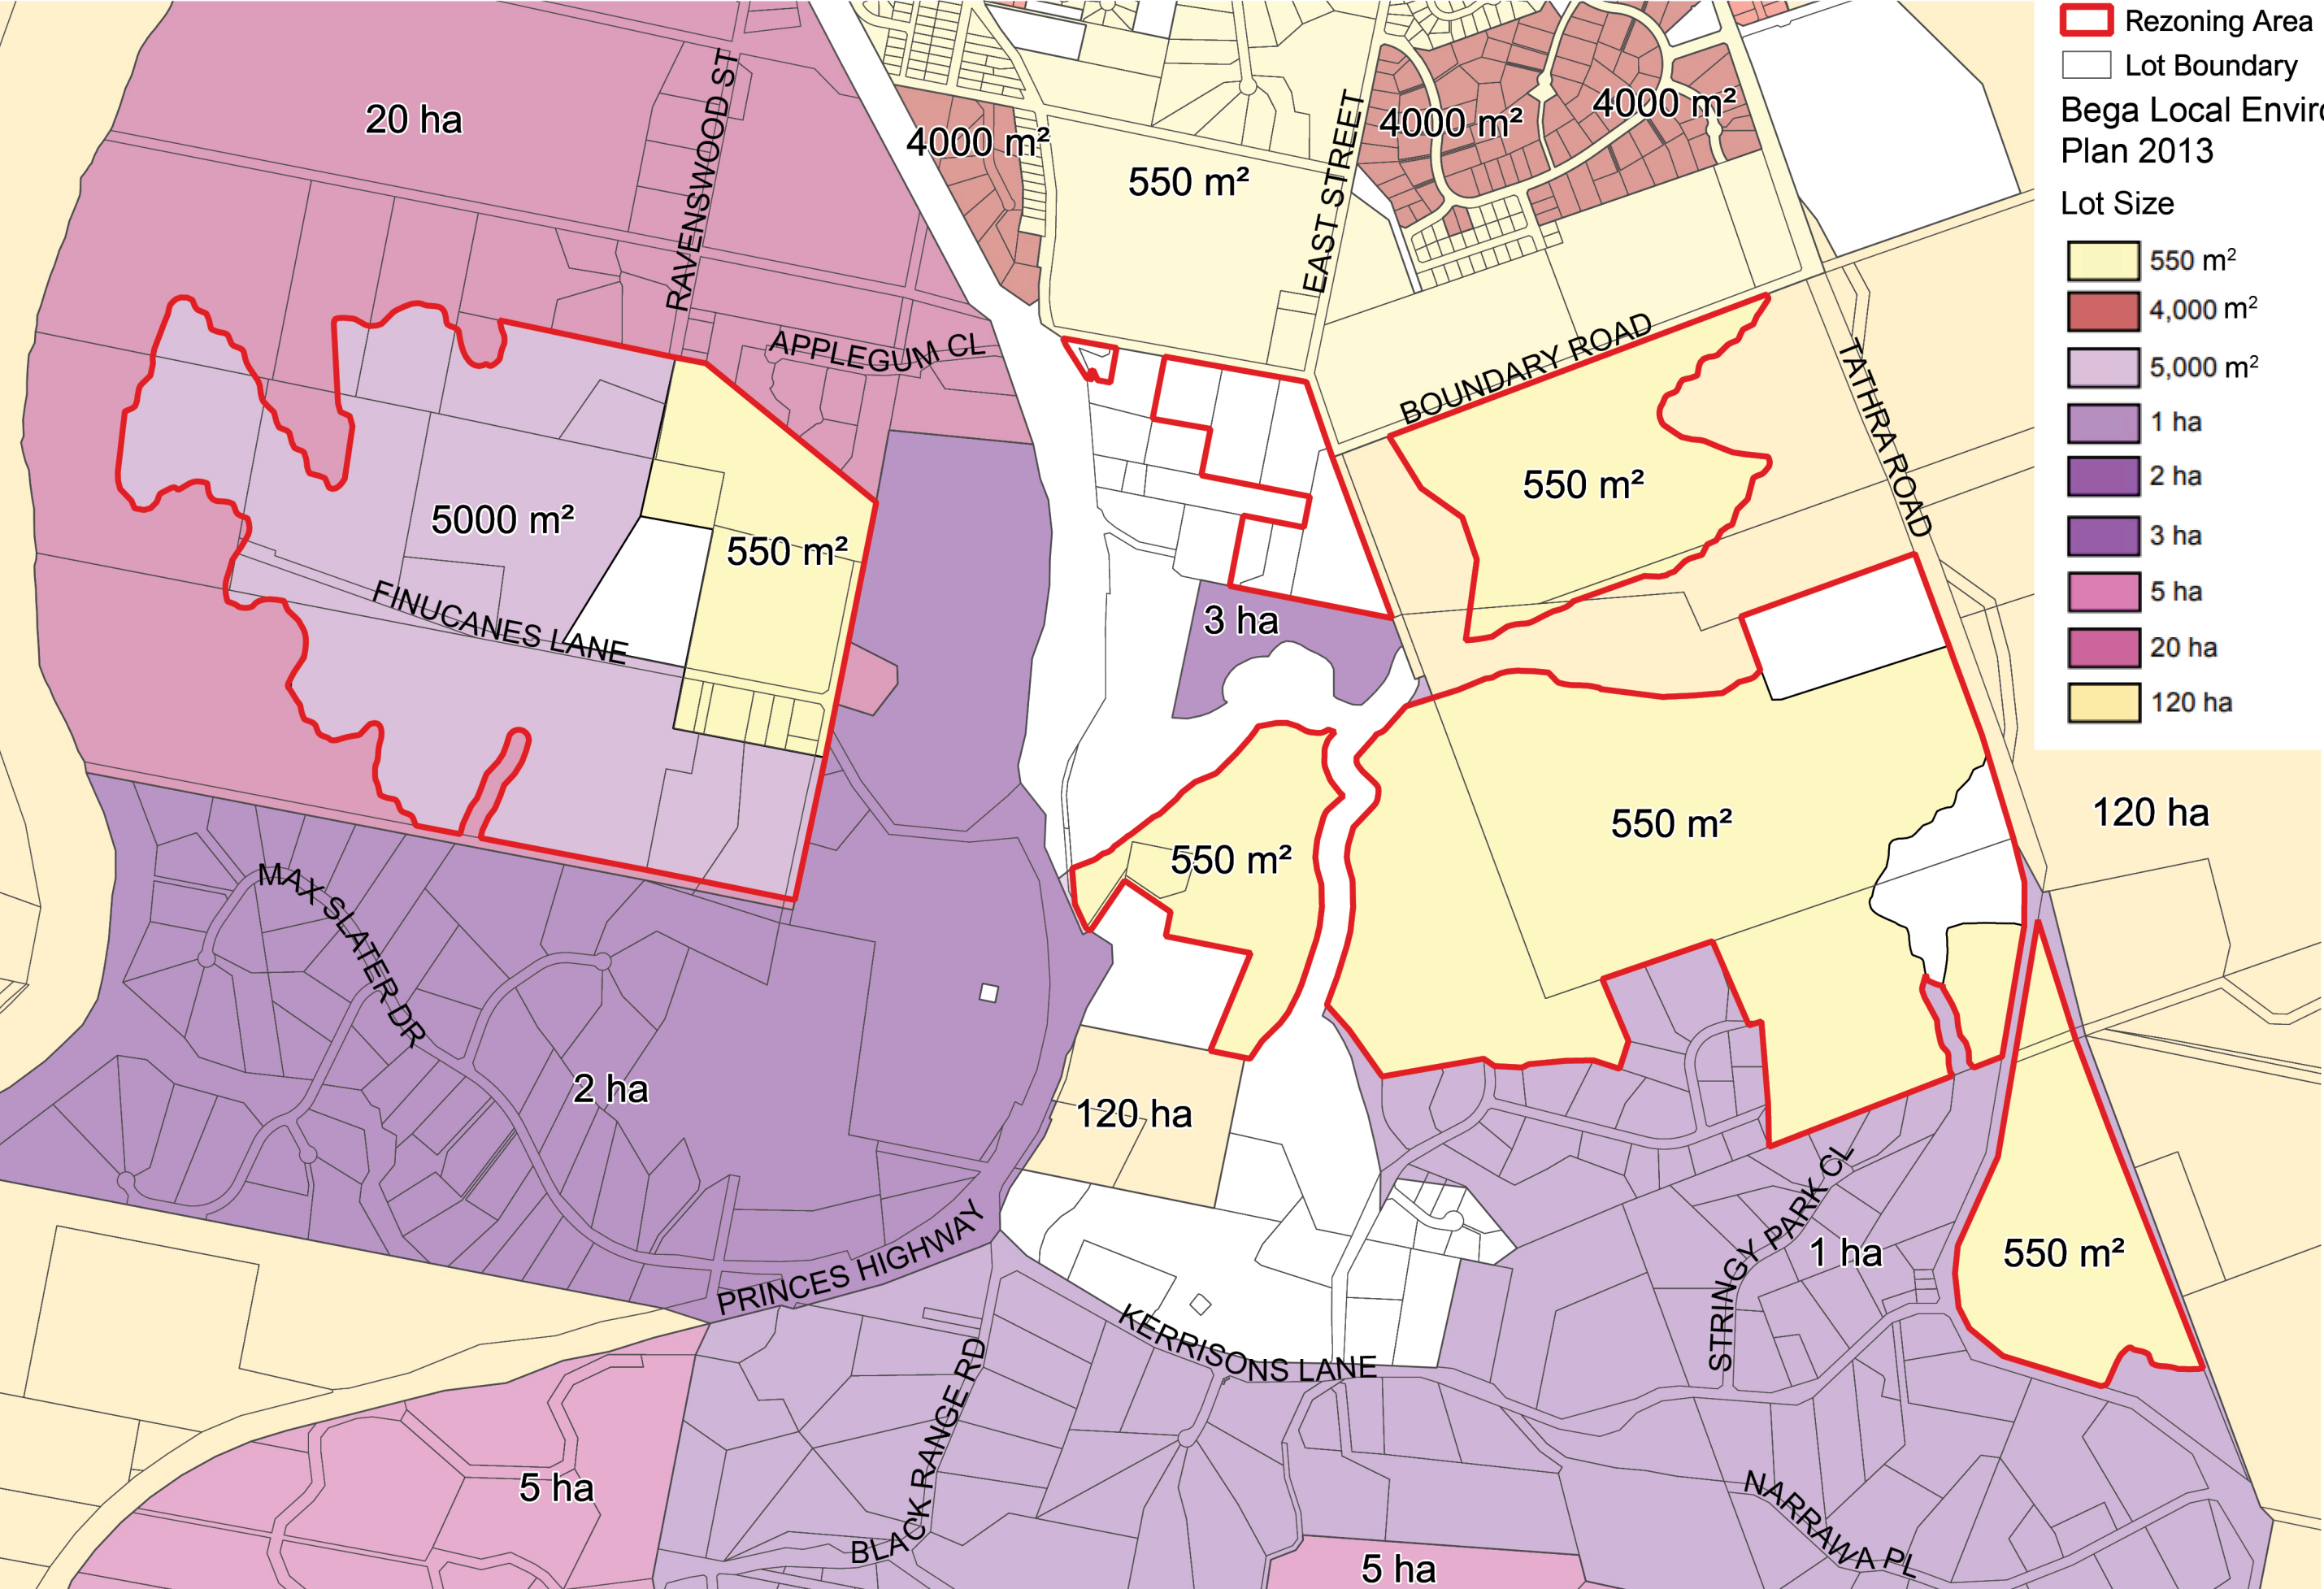 Rezoning Area
Lot Boundary
Bega Local Enviro
Plan 2013
Lot Size
550 m²
4,000 m²
5,000 m²
1 ha
2 ha
3 ha
5 ha
20 ha
120 ha
20 ha
RAVENSWOOD ST
4000 m²
550 m²
EAST STREET
4000 m²
4000 m²
APPLEGUM CL
BOUNDARY ROAD
TATHRA ROAD
5000 m²
550 m²
550 m²
FINUCANES LANE
3 ha
550 m²
550 m²
120 ha
MAX SLATER DR
2 ha
120 ha
PRINCES HIGHWAY
STRINGY PARK CL
1 ha
550 m²
KERRISONS LANE
BLACK RANGE RD
5 ha
NARRAWA PL
5 ha